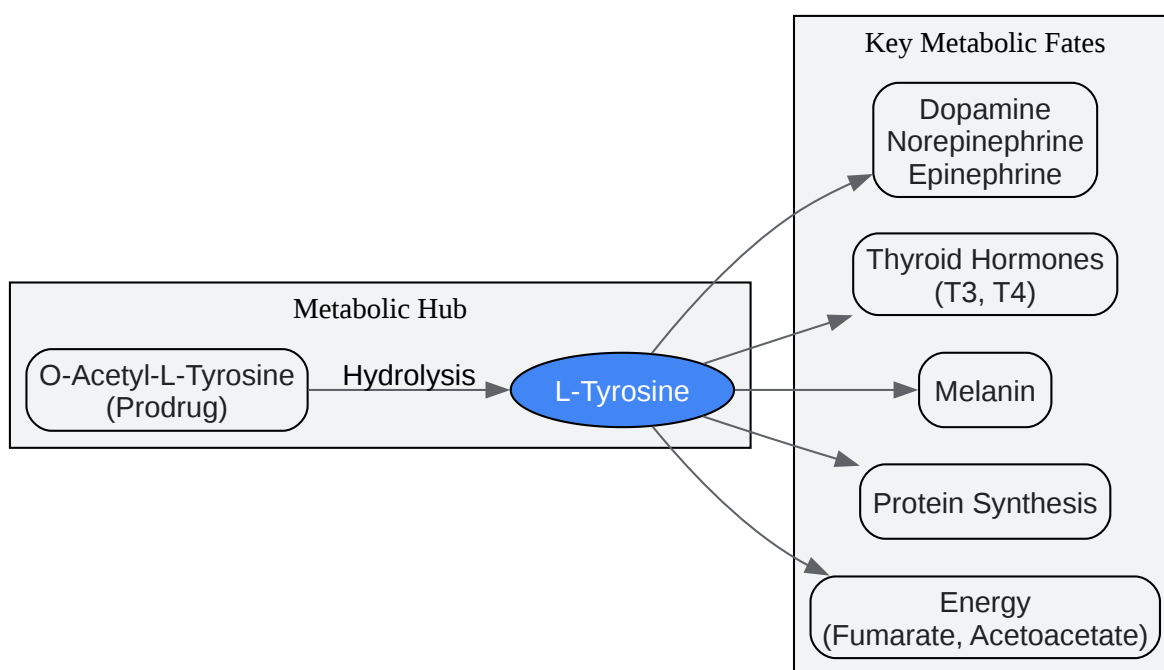 Key Metabolic Fates
Dopamine
Norepinephrine
Epinephrine
Thyroid Hormones
(T3, T4)
Metabolic Hub
O-Acetyl-L-Tyrosine
(Prodrug)
Hydrolysis
L-Tyrosine
Melanin
Protein Synthesis
Energy
(Fumarate, Acetoacetate)